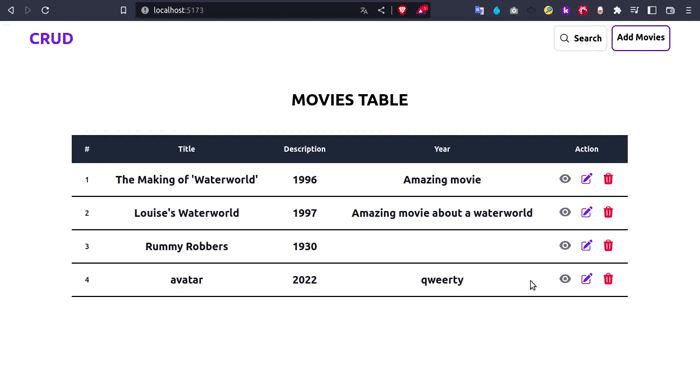 localhost:5173
CRUD
Search
Add Movies
MOVIES TABLE
# Title Description Year Action
1 The Making of 'Waterworld' 1996 Amazing movie
2 Louise's Waterworld 1997 Amazing movie about a waterworld
3 Rummy Robbers 1930
4 avatar 2022 qweerty